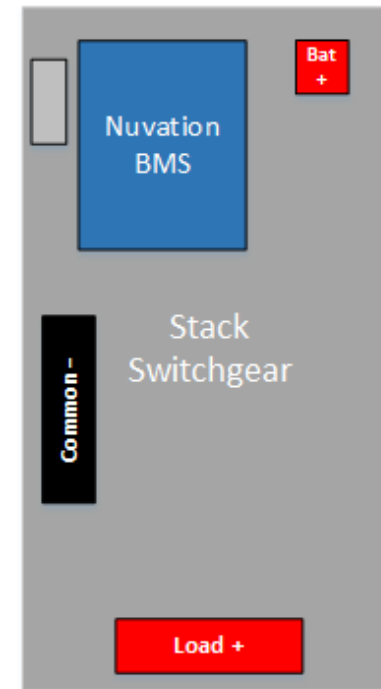 Nuvation
BMS
Bat
+
Stack
Switchgear
Common -
Load +